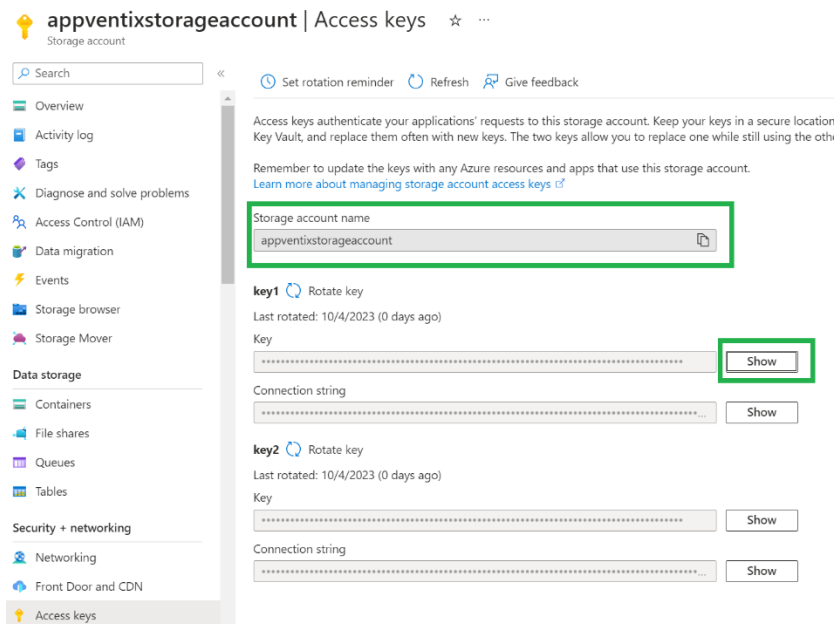 appventixstorageaccount | Access keys
Storage account
Search
Overview
Activity log
Tags
Diagnose and solve problems
Access Control (IAM)
Data migration
Events
Storage browser
Storage Mover
Data storage
Containers
File shares
Queues
Tables
Security + networking
Networking
Front Door and CDN
Access keys
Set rotation reminder Refresh Give feedback
Access keys authenticate your applications' requests to this storage account. Keep your keys in a secure location
Key Vault, and replace them often with new keys. The two keys allow you to replace one while still using the othe
Remember to update the keys with any Azure resources and apps that use this storage account.
Learn more about managing storage account access keys
Storage account name
appventixstorageaccount
key1 Rotate key
Last rotated: 10/4/2023 (0 days ago)
Key
Show
Connection string
Show
key2 Rotate key
Last rotated: 10/4/2023 (0 days ago)
Key
Show
Connection string
Show